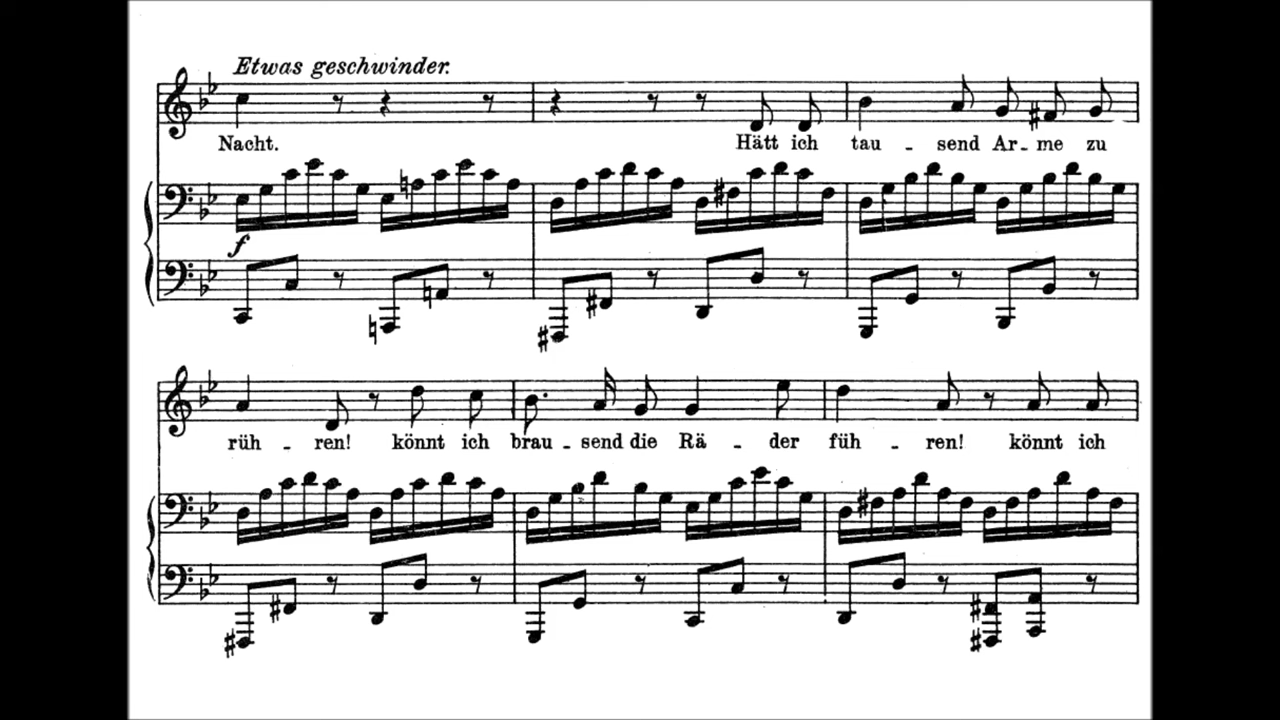 Etwas geschwinder.
Nacht. Hätt ich tau - send Ar - me zu
f
rüh - ren! könnt ich brau - send die Rä - der füh - ren! könnt ich